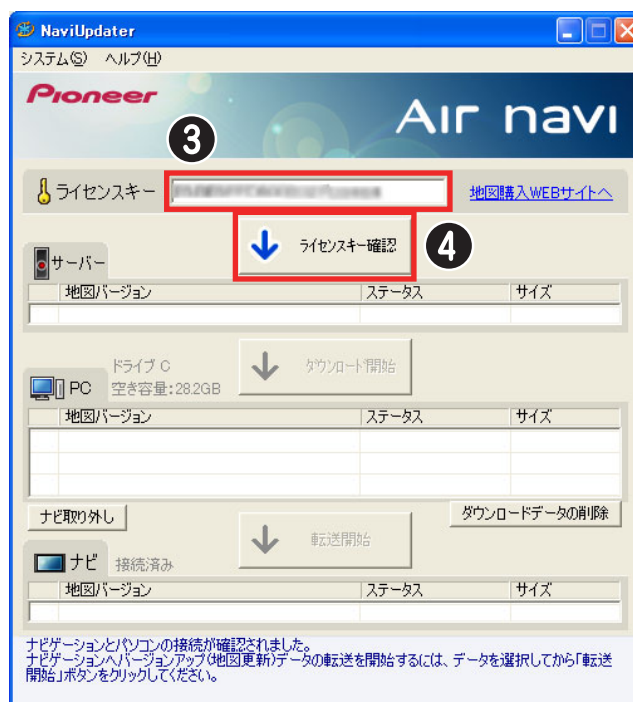 NaviUpdater
システム(S) ヘルプ(H)
Pioneer
AIr navi
3
ライセンスキー
地図購入WEBサイトへ
ライセンスキー確認
4
サーバー
地図バージョン ステータス サイズ
ドライブ C
ダウンロード開始
PC 空き容量:28.2GB
地図バージョン ステータス サイズ
ナビ取り外し
ダウンロードデータの削除
転送開始
ナビ 接続済み
地図バージョン ステータス サイズ
ナビゲーションとパソコンの接続が確認されました。
ナビゲーションへバージョンアップ(地図更新)データの転送を開始するには、データを選択してから「転送
開始」ボタンをクリックしてください。